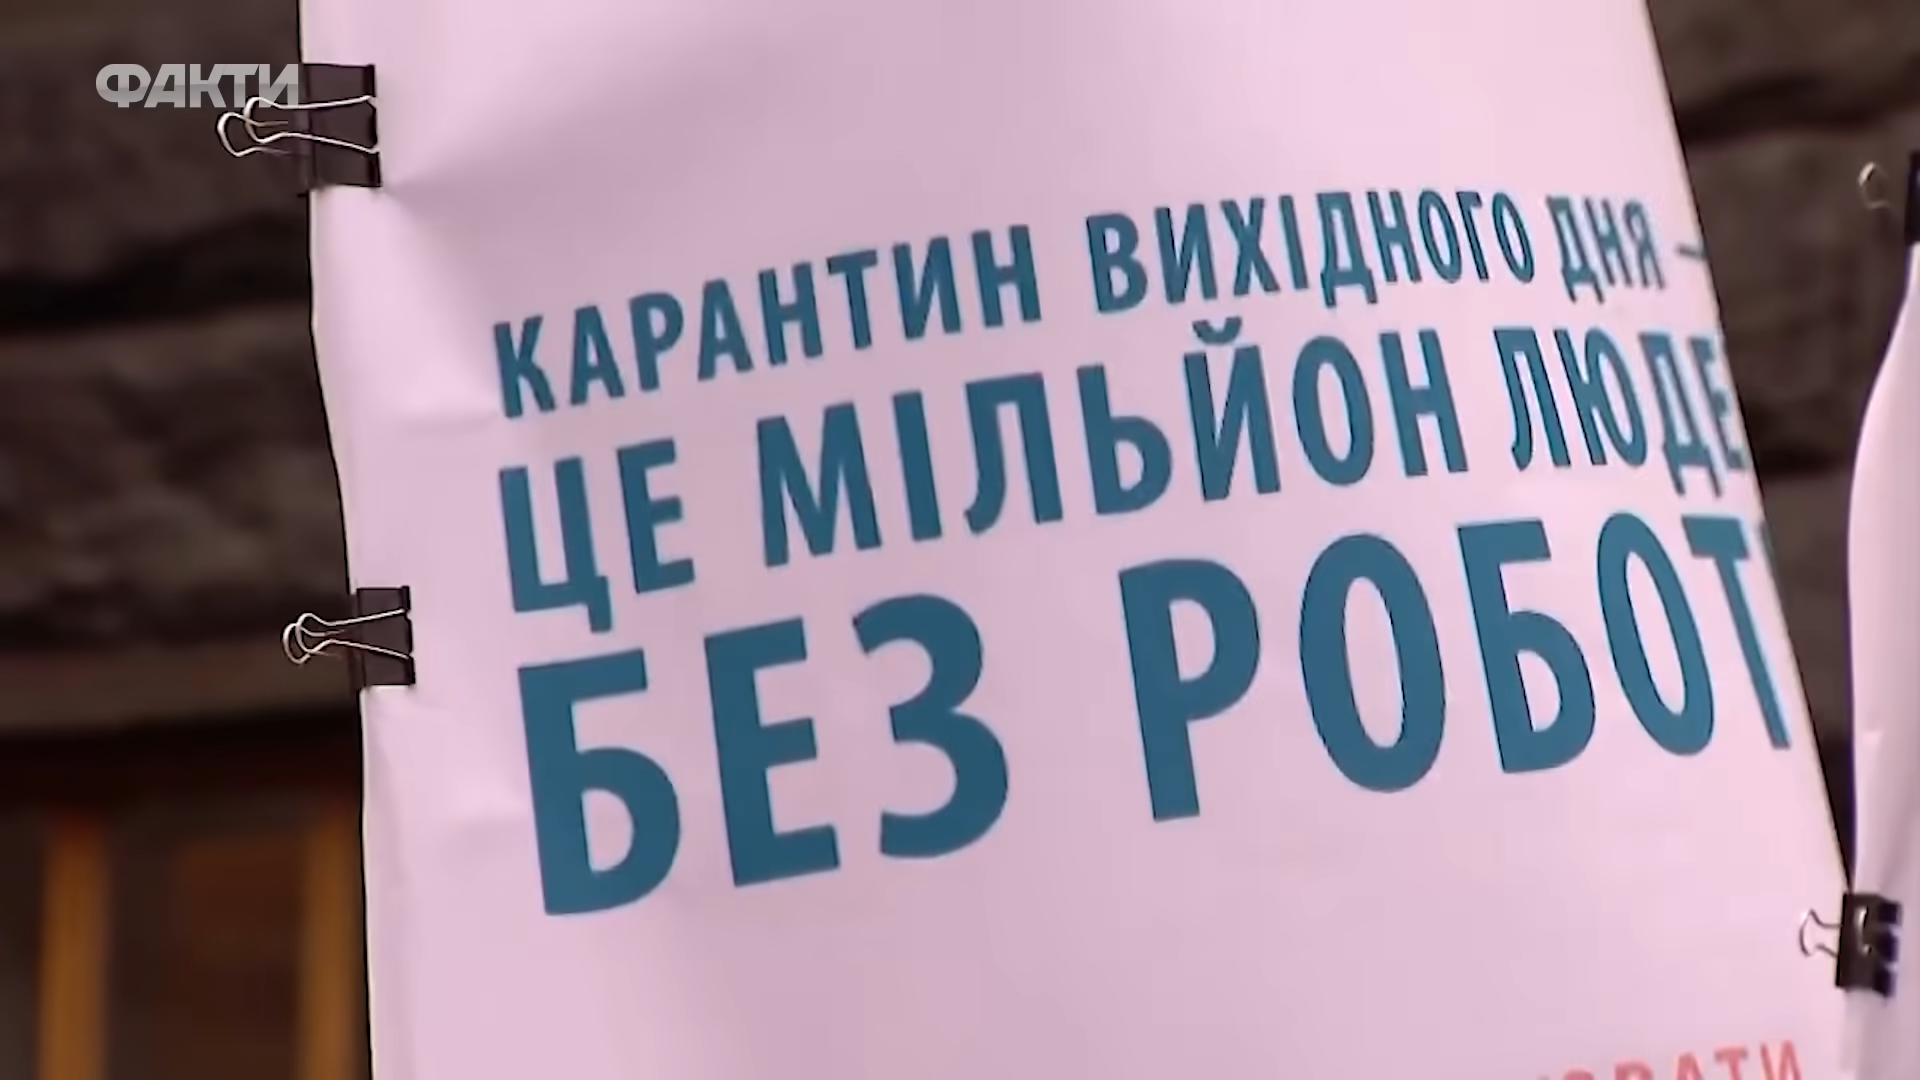 ФАКТИ
КАРАНТИН ВИХІДНОГО ДНЯ –
ЦЕ МІЛЬЙОН ЛЮДЕ
БЕЗ РОБОТ